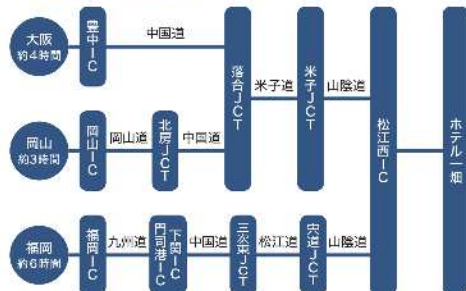 大阪
約4時間
豊中IC
中国道
落合JCT
米子道
米子JCT
山陰道
松江西IC
ホテル一畑
岡山
約3時間
岡山IC
岡山道
北房JCT
中国道
福岡
約6時間
福岡IC
九州道
門司港IC
下関IC
中国道
三次東JCT
松江道
宍道JCT
山陰道